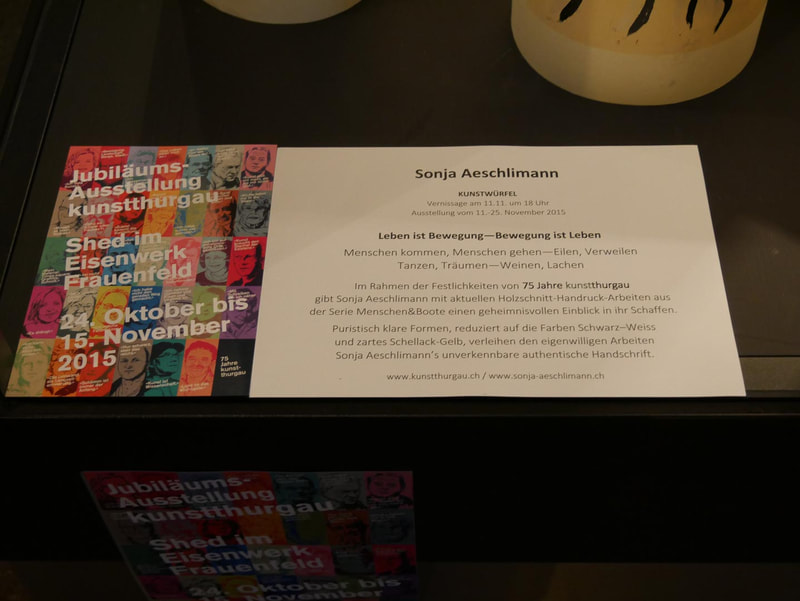 Jubiläums-
Ausstellung
kunstthurgau
Shed im
Eisenwerk
Frauenfeld
24. Oktober bis
15. November
2015
75
Jahre
kunst-
thurgau
Sonja Aeschlimann
KUNSTWÜRFEL
Vernissage am 11.11. um 18 Uhr
Ausstellung vom 11.-25. November 2015
Leben ist Bewegung—Bewegung ist Leben
Menschen kommen, Menschen gehen—Eilen, Verweilen
Tanzen, Träumen—Weinen, Lachen
Im Rahmen der Festlichkeiten von 75 Jahre kunstthurgau
gibt Sonja Aeschlimann mit aktuellen Holzschnitt-Handruck-Arbeiten aus
der Serie Menschen&Boote einen geheimnisvollen Einblick in ihr Schaffen.
Puristisch klare Formen, reduziert auf die Farben Schwarz–Weiss
und zartes Schellack-Gelb, verleihen den eigenwilligen Arbeiten
Sonja Aeschlimann's unverkennbare authentische Handschrift.
www.kunstthurgau.ch / www.sonja-aeschlimann.ch
Jubiläums-
Ausstellung
kunstthurgau
Shed im
Eisenwerk
Frauenfeld
24. Oktober bis